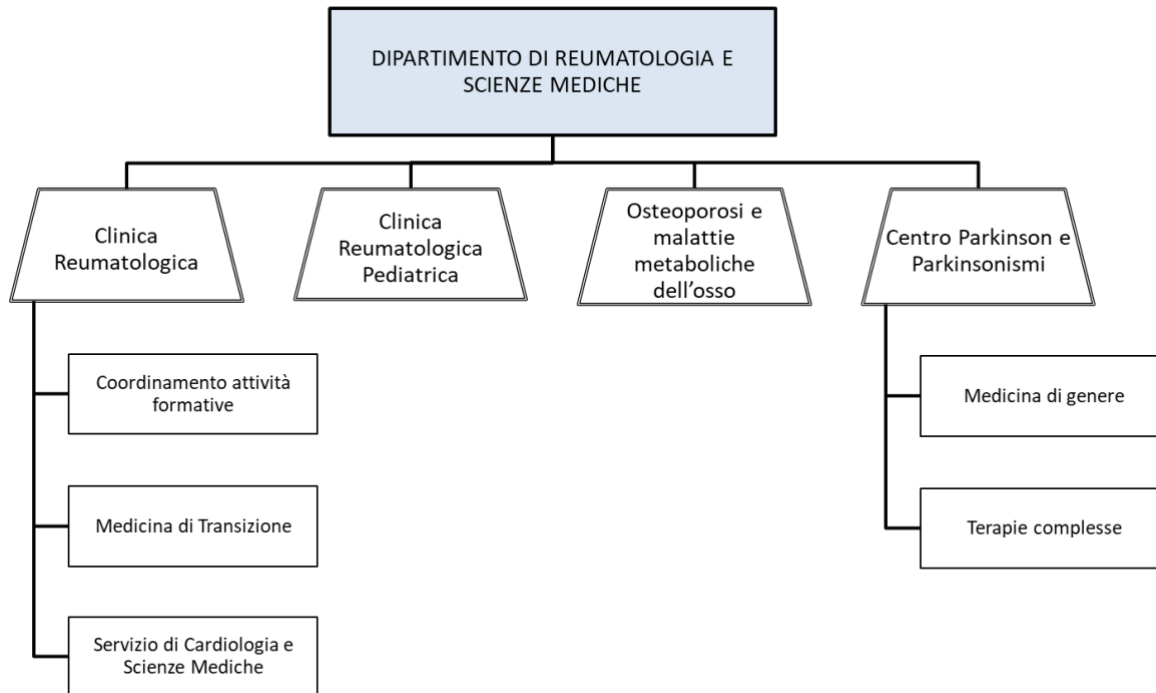 DIPARTIMENTO DI REUMATOLOGIA E
SCIENZE MEDICHE
Clinica
Reumatologica
Clinica
Reumatologica
Pediatrica
Osteoporosi e
malattie
metaboliche
dell’osso
Centro Parkinson e
Parkinsonismi
Coordinamento attività
formative
Medicina di Transizione
Servizio di Cardiologia e
Scienze Mediche
Medicina di genere
Terapie complesse